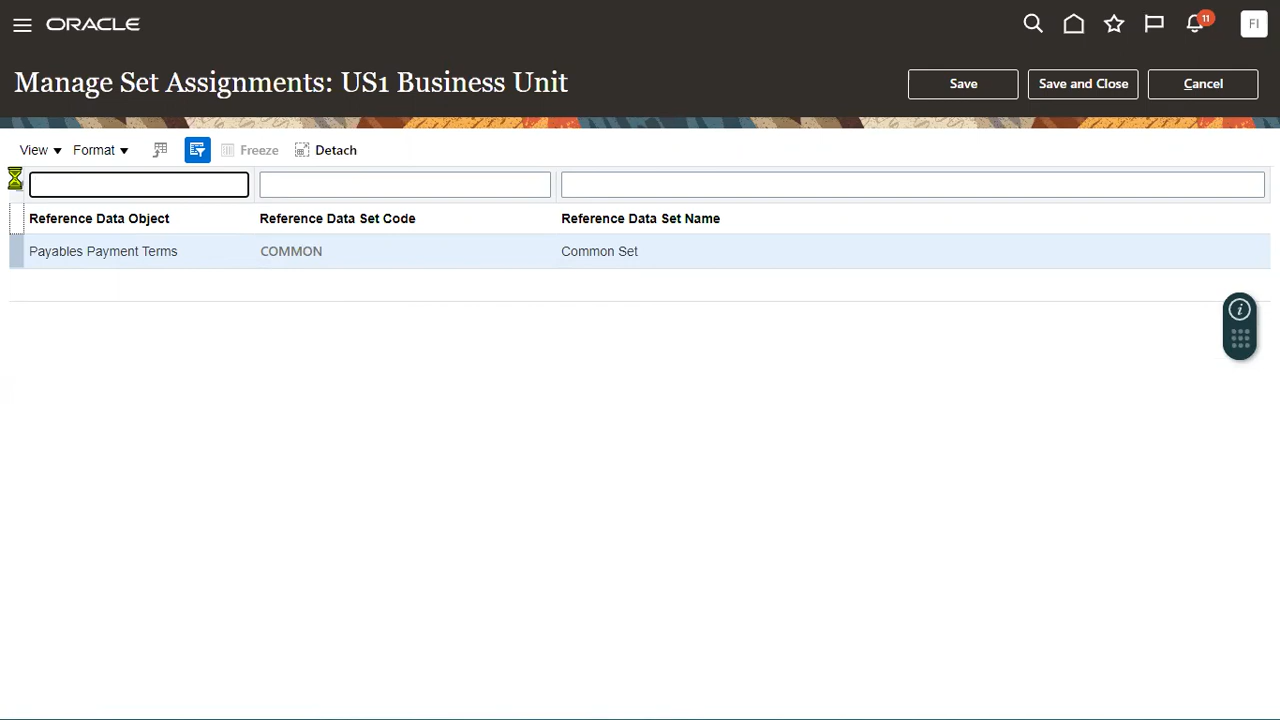 ORACLE
11
FI
Manage Set Assignments: US1 Business Unit
Save
Save and Close
Cancel
View
Format
Freeze
Detach
Reference Data Object
Reference Data Set Code
Reference Data Set Name
Payables Payment Terms
COMMON
Common Set
i